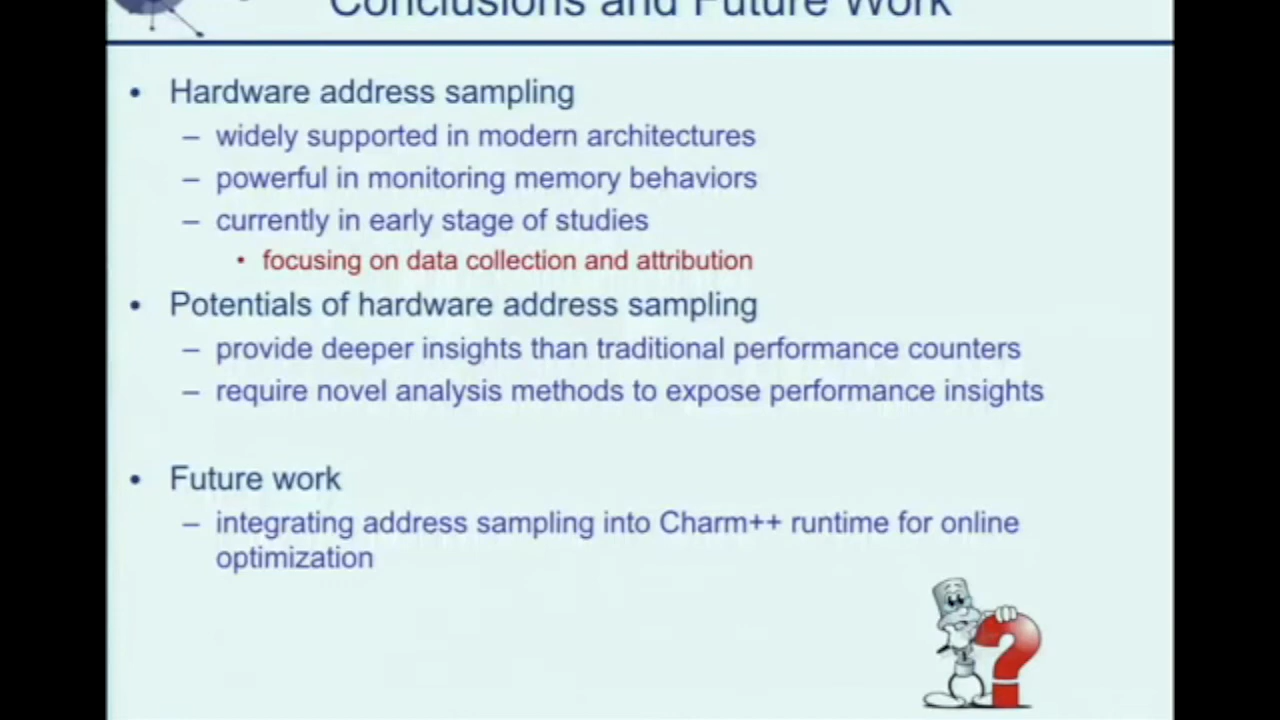 Conclusions and Future Work
• Hardware address sampling
– widely supported in modern architectures
– powerful in monitoring memory behaviors
– currently in early stage of studies
• focusing on data collection and attribution
• Potentials of hardware address sampling
– provide deeper insights than traditional performance counters
– require novel analysis methods to expose performance insights
• Future work
– integrating address sampling into Charm++ runtime for online
optimization
?